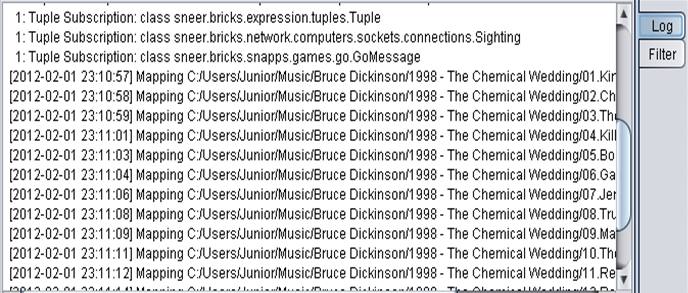 1: Tuple Subscription: class sneer.bricks.expression.tuples.Tuple
1: Tuple Subscription: class sneer.bricks.network.computers.sockets.connections.Sighting
1: Tuple Subscription: class sneer.bricks.snapps.games.go.GoMessage
[2012-02-01 23:10:57] Mapping C:/Users/Junior/Music/Bruce Dickinson/1998 - The Chemical Wedding/01.Kin
[2012-02-01 23:10:58] Mapping C:/Users/Junior/Music/Bruce Dickinson/1998 - The Chemical Wedding/02.Ch
[2012-02-01 23:10:59] Mapping C:/Users/Junior/Music/Bruce Dickinson/1998 - The Chemical Wedding/03.Th
[2012-02-01 23:11:01] Mapping C:/Users/Junior/Music/Bruce Dickinson/1998 - The Chemical Wedding/04.Kill
[2012-02-01 23:11:03] Mapping C:/Users/Junior/Music/Bruce Dickinson/1998 - The Chemical Wedding/05.Bo
[2012-02-01 23:11:04] Mapping C:/Users/Junior/Music/Bruce Dickinson/1998 - The Chemical Wedding/06.Ga
[2012-02-01 23:11:06] Mapping C:/Users/Junior/Music/Bruce Dickinson/1998 - The Chemical Wedding/07.Jer
[2012-02-01 23:11:08] Mapping C:/Users/Junior/Music/Bruce Dickinson/1998 - The Chemical Wedding/08.Tru
[2012-02-01 23:11:09] Mapping C:/Users/Junior/Music/Bruce Dickinson/1998 - The Chemical Wedding/09.Ma
[2012-02-01 23:11:11] Mapping C:/Users/Junior/Music/Bruce Dickinson/1998 - The Chemical Wedding/10.Th
[2012-02-01 23:11:12] Mapping C:/Users/Junior/Music/Bruce Dickinson/1998 - The Chemical Wedding/11.Re
Log
Filter